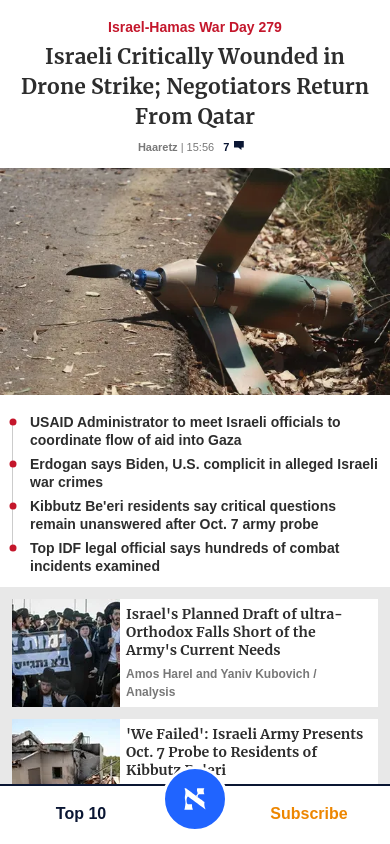 Israel-Hamas War Day 279
Israeli Critically Wounded in
Drone Strike; Negotiators Return
From Qatar
Haaretz | 15:56 7
USAID Administrator to meet Israeli officials to
coordinate flow of aid into Gaza
Erdogan says Biden, U.S. complicit in alleged Israeli
war crimes
Kibbutz Be'eri residents say critical questions
remain unanswered after Oct. 7 army probe
Top IDF legal official says hundreds of combat
incidents examined
Israel's Planned Draft of ultra-
Orthodox Falls Short of the
Army's Current Needs
Amos Harel and Yaniv Kubovich /
Analysis
'We Failed': Israeli Army Presents
Oct. 7 Probe to Residents of
Kibbutz Be'eri
Top 10
Subscribe